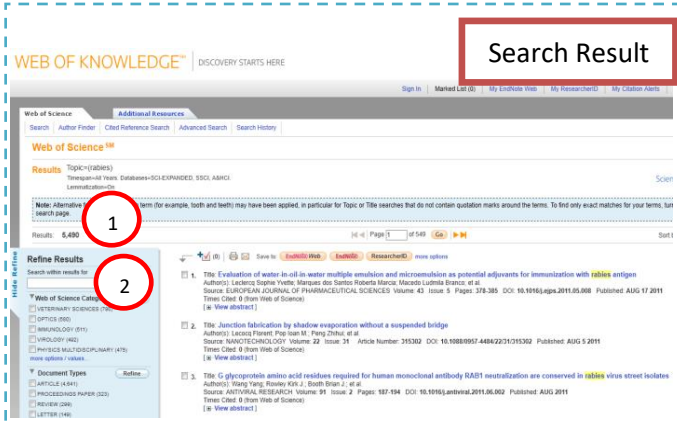 Search Result
WEB OF KNOWLEDGE℠ DISCOVERY STARTS HERE
Sign In | Marked List (0) | My EndNote Web | My ResearcherID | My Citation Alerts |
Web of Science Additional Resources
Search Author Finder Cited Reference Search Advanced Search Search History
Web of Science
Results Topic=(rabies)
Timespan=All Years. Databases=SCI-EXPANDED, SSCI, A&HCI.
Lemmatization=On
Scien
Note: Alternative term (for example, tooth and teeth) may have been applied, in particular for Topic or Title searches that do not contain quotation marks around the terms. To find only exact matches for your terms, turn
search page.
1
Results: 5,490
Page 1 of 549 Go
Sort
Hide Refine
Refine Results
Search within results for
2
(0) Save to: EndNote Web EndNote ResearcherID more options
Web of Science Categ
VETERINARY SCIENCES
OPTICS (560)
IMMUNOLOGY (511)
VIROLOGY (482)
PHYSICS MULTIDISCIPLINARY (475)
more options / values...
Document Types Refine
ARTICLE (4,641)
PROCEEDINGS PAPER (323)
REVIEW
LETTER
1. Title: Evaluation of water-in-oil-in-water multiple emulsion and microemulsion as potential adjuvants for immunization with rabies antigen
Author(s): Leclercq Sophie Yvette; Marques dos Santos Roberta Marcia; Macedo Ludmila Branco; et al.
Source: EUROPEAN JOURNAL OF PHARMACEUTICAL SCIENCES Volume: 43 Issue: 5 Pages: 378-385 DOI: 10.1016/j.ejps.2011.05.008 Published: AUG 17 2011
Times Cited: 0 (from Web of Science)
[+ View abstract]
2. Title: Junction fabrication by shadow evaporation without a suspended bridge
Author(s): Lecocq Florent; Pop Ioan M.; Peng Zhihui; et al.
Source: NANOTECHNOLOGY Volume: 22 Issue: 31 Article Number: 315302 DOI: 10.1088/0957-4484/22/31/315302 Published: AUG 5 2011
Times Cited: 0 (from Web of Science)
[+ View abstract]
3. Title: G glycoprotein amino acid residues required for human monoclonal antibody RAB1 neutralization are conserved in rabies virus street isolates
Author(s): Wang Yang; Rowley Kirk J.; Booth Brian J.; et al.
Source: ANTIVIRAL RESEARCH Volume: 91 Issue: 2 Pages: 187-194 DOI: 10.1016/j.antiviral.2011.06.002 Published: AUG 2011
Times Cited: 0 (from Web of Science)
[+ View abstract]